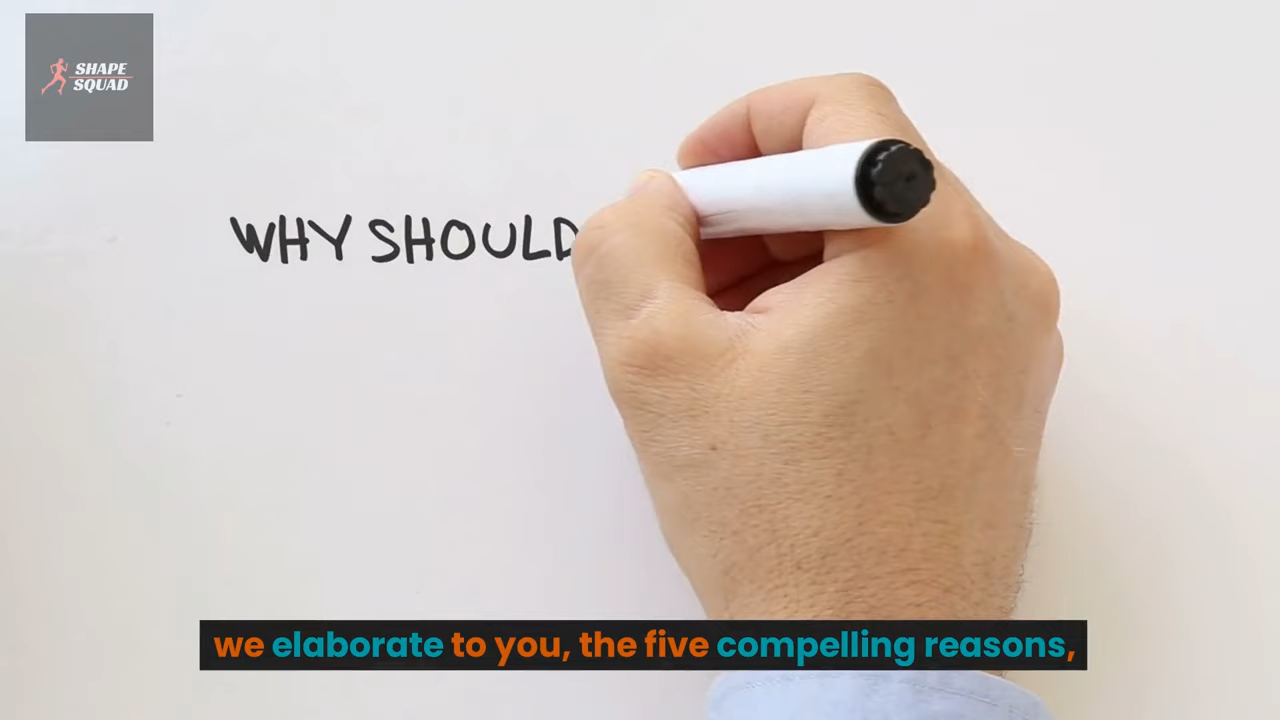 SHAPE
SQUAD
WHY SHOULD
we elaborate to you, the five compelling reasons,